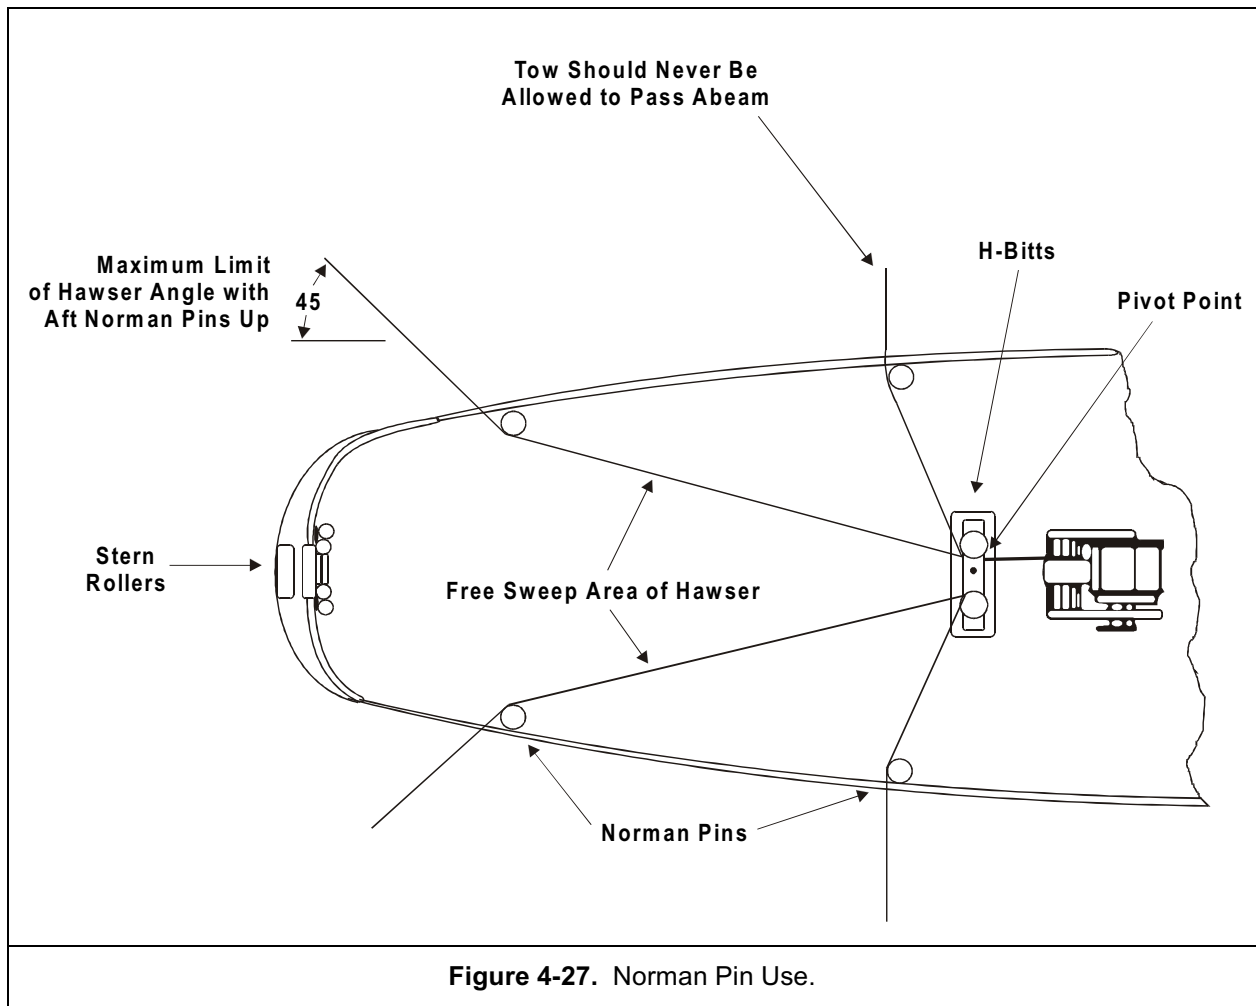 Tow Should Never Be
Allowed to Pass Abeam
H-Bitts
Pivot Point
Maximum Limit
of Hawser Angle with
Aft Norman Pins Up
45
Stern
Rollers
Free Sweep Area of Hawser
Norman Pins
Figure 4-27. Norman Pin Use.